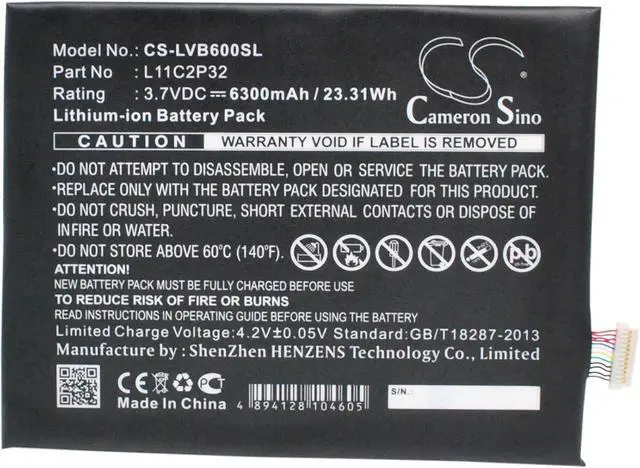 Model No.: CS-LVB600SL
Part No : L11C2P32
Rating : 3.7VDC⎓6300mAh / 23.31Wh
Lithium-ion Battery Pack
CS
Cameron Sino
CAUTION WARRANTY VOID IF LABEL IS REMOVED
•DO NOT ATTEMPT TO DISASSEMBLE, OPEN OR SERVICE THE BATTERY PACK.
•REPLACE ONLY WITH THE BATTERY PACK DESIGNATED FOR THIS PRODUCT.
•DO NOT CRUSH, PUNCTURE, SHORT EXTERNAL CONTACTS OR DISPOSE OF
INFIRE OR WATER.
•DO NOT STORE ABOVE 60°C (140°F).
Pb
ATTENTION!
NEW BATTERY PACK MUST BE FULLY CHARGED BEFORE USE
TO REDUCE RISK OF FIRE OR BURNS
READ INSTRUCTIONS IN OPERATING GUIDE BEFORE USING THE BATTERY PACK
Limited Charge Voltage:4.2V±0.05V Standard:GB/T18287-2013
Manufacture by : ShenZhen HENZENS Technology Co., Limited
CE
Made In China
4 894128 104605
S/N.: